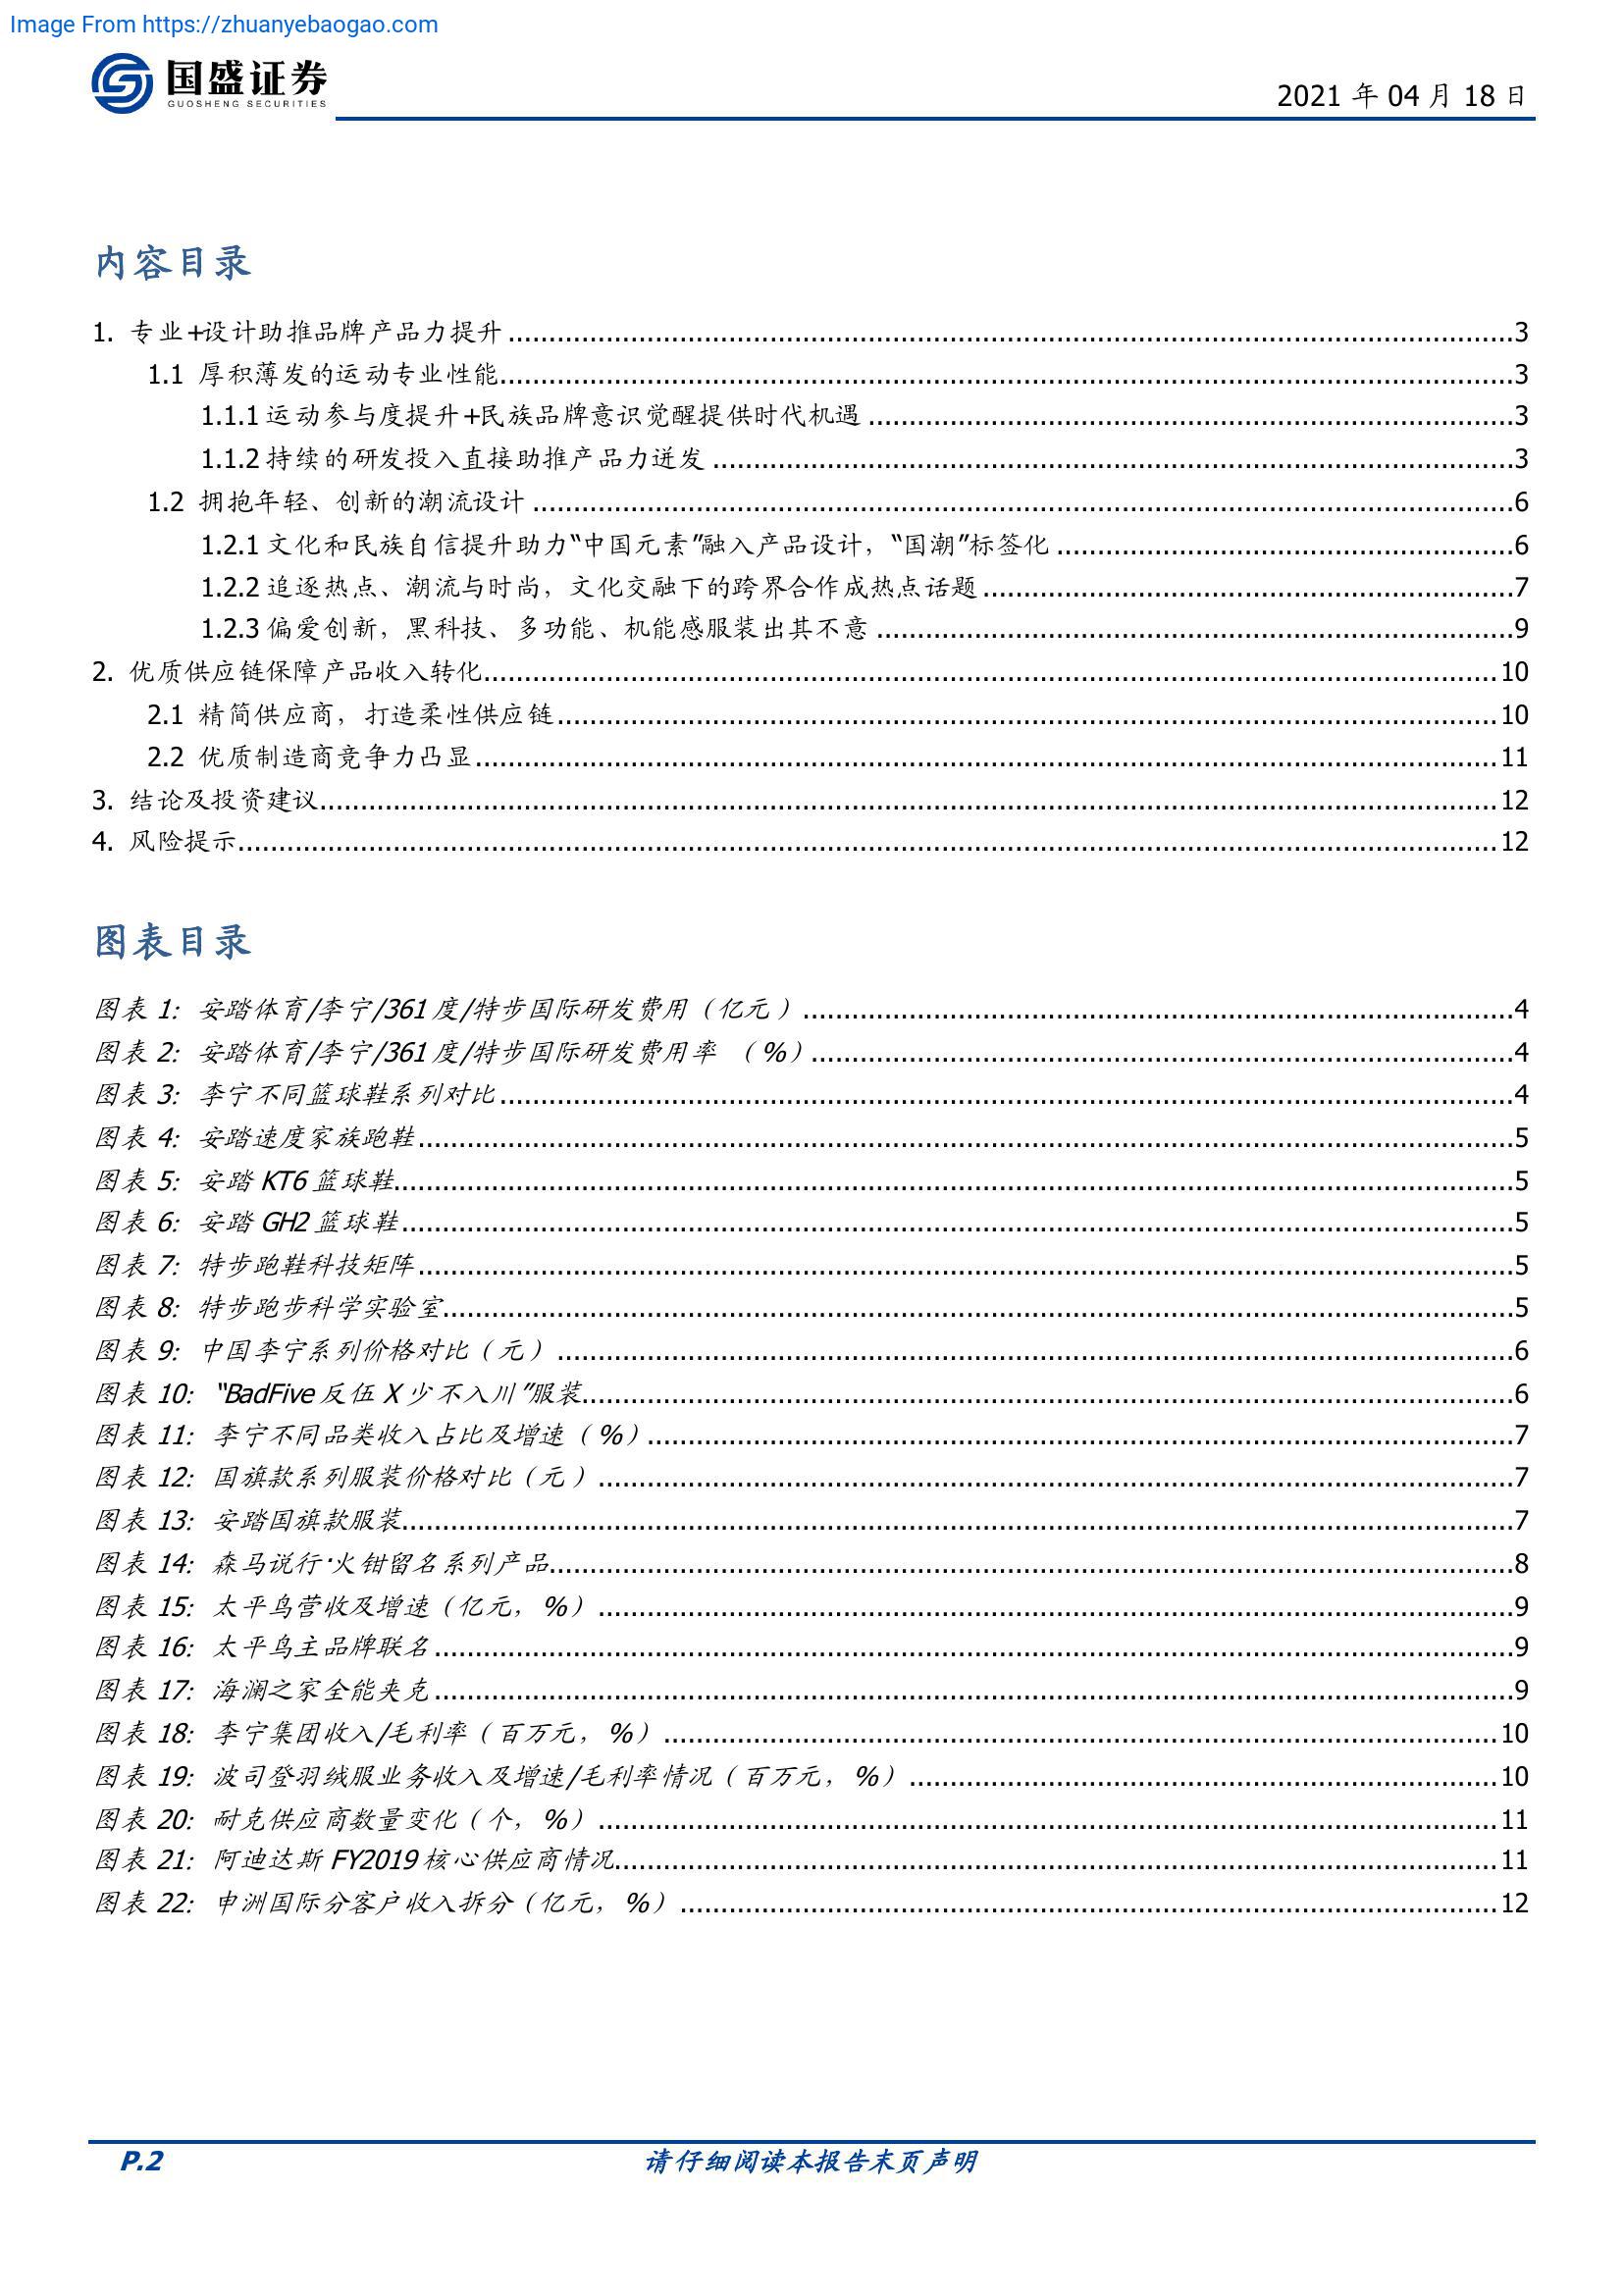 Image From https://zhuanyebaogao.com
国盛证券
GUOSHENG SECURITIES
2021 年 04 月 18 日
内容目录
1. 专业+设计助推品牌产品力提升........3
1.1 厚积薄发的运动专业性能........3
1.1.1 运动参与度提升+民族品牌意识觉醒提供时代机遇........3
1.1.2 持续的研发投入直接助推产品力迸发........3
1.2 拥抱年轻、创新的潮流设计........6
1.2.1 文化和民族自信提升助力“中国元素”融入产品设计，“国潮”标签化........6
1.2.2 追逐热点、潮流与时尚，文化交融下的跨界合作成热点话题........7
1.2.3 偏爱创新，黑科技、多功能、机能感服装出其不意........9
2. 优质供应链保障产品收入转化........10
2.1 精简供应商，打造柔性供应链........10
2.2 优质制造商竞争力凸显........11
3. 结论及投资建议........12
4. 风险提示........12
图表目录
图表 1: 安踏体育/李宁/361 度/特步国际研发费用（亿元）........4
图表 2: 安踏体育/李宁/361 度/特步国际研发费用率 （%）........4
图表 3: 李宁不同篮球鞋系列对比........4
图表 4: 安踏速度家族跑鞋........5
图表 5: 安踏 KT6 篮球鞋........5
图表 6: 安踏 GH2 篮球鞋........5
图表 7: 特步跑鞋科技矩阵........5
图表 8: 特步跑步科学实验室........5
图表 9: 中国李宁系列价格对比（元）........6
图表 10: “BadFive 反伍 X 少不入川”服装........6
图表 11: 李宁不同品类收入占比及增速（%）........7
图表 12: 国旗款系列服装价格对比（元）........7
图表 13: 安踏国旗款服装........7
图表 14: 森马说行·火钳留名系列产品........8
图表 15: 太平鸟营收及增速（亿元，%）........9
图表 16: 太平鸟主品牌联名........9
图表 17: 海澜之家全能夹克........9
图表 18: 李宁集团收入/毛利率（百万元，%）........10
图表 19: 波司登羽绒服业务收入及增速/毛利率情况（百万元，%）........10
图表 20: 耐克供应商数量变化（个，%）........11
图表 21: 阿迪达斯 FY2019 核心供应商情况........11
图表 22: 申洲国际分客户收入拆分（亿元，%）........12
P.2
请仔细阅读本报告末页声明